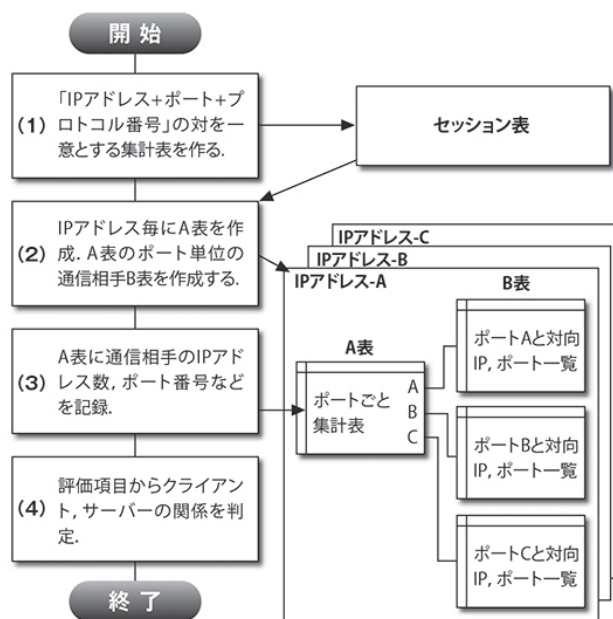 開始
(1)
「IPアドレス+ポート+プ
ロトコル番号」の対を一
意とする集計表を作る.
セッション表
(2)
IPアドレス毎にA表を作
成. A表のポート単位の
通信相手B表を作成する.
IPアドレス-C
IPアドレス-B
IPアドレス-A
B表
ポートAと対向
IP, ポート一覧
A表
ポートごと
集計表
A
B
C
(3)
A表に通信相手のIPアド
レス数, ポート番号など
を記録.
ポートBと対向
IP, ポート一覧
(4)
評価項目からクライアン
ト, サーバーの関係を判
定.
ポートCと対向
IP, ポート一覧
終了